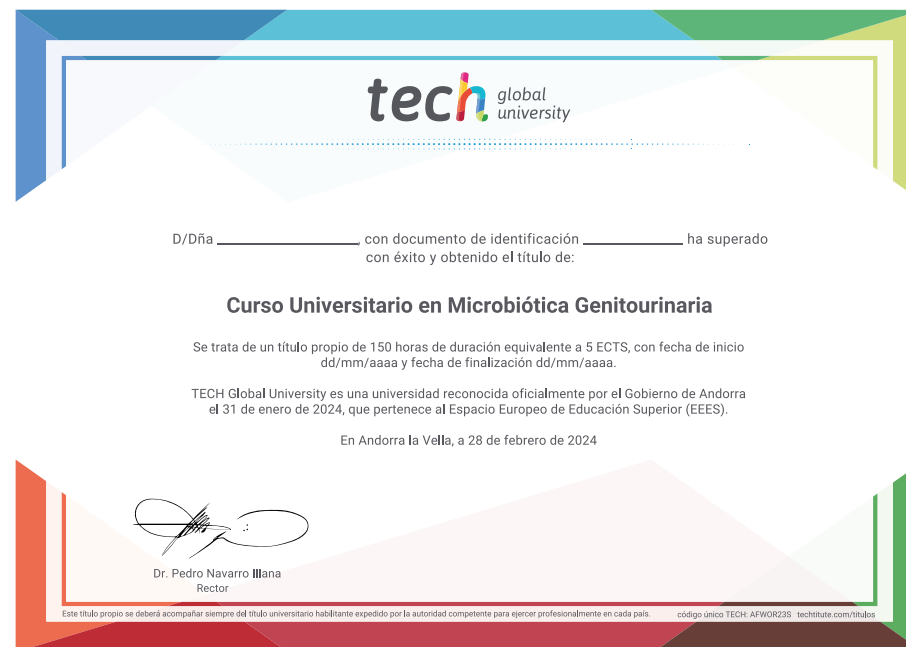 tech global university
D/Dña ____________, con documento de identificación ____________ ha superado
con éxito y obtenido el título de:
Curso Universitario en Microbiótica Genitourinaria
Se trata de un título propio de 150 horas de duración equivalente a 5 ECTS, con fecha de inicio
dd/mm/aaaa y fecha de finalización dd/mm/aaaa.
TECH Global University es una universidad reconocida oficialmente por el Gobierno de Andorra
el 31 de enero de 2024, que pertenece al Espacio Europeo de Educación Superior (EEES).
En Andorra la Vella, a 28 de febrero de 2024
Dr. Pedro Navarro Illana
Rector
Este título propio se deberá acompañar siempre del título universitario habilitante expedido por la autoridad competente para ejercer profesionalmente en cada país. código único TECH: AFWOR23S techtitute.com/titulos